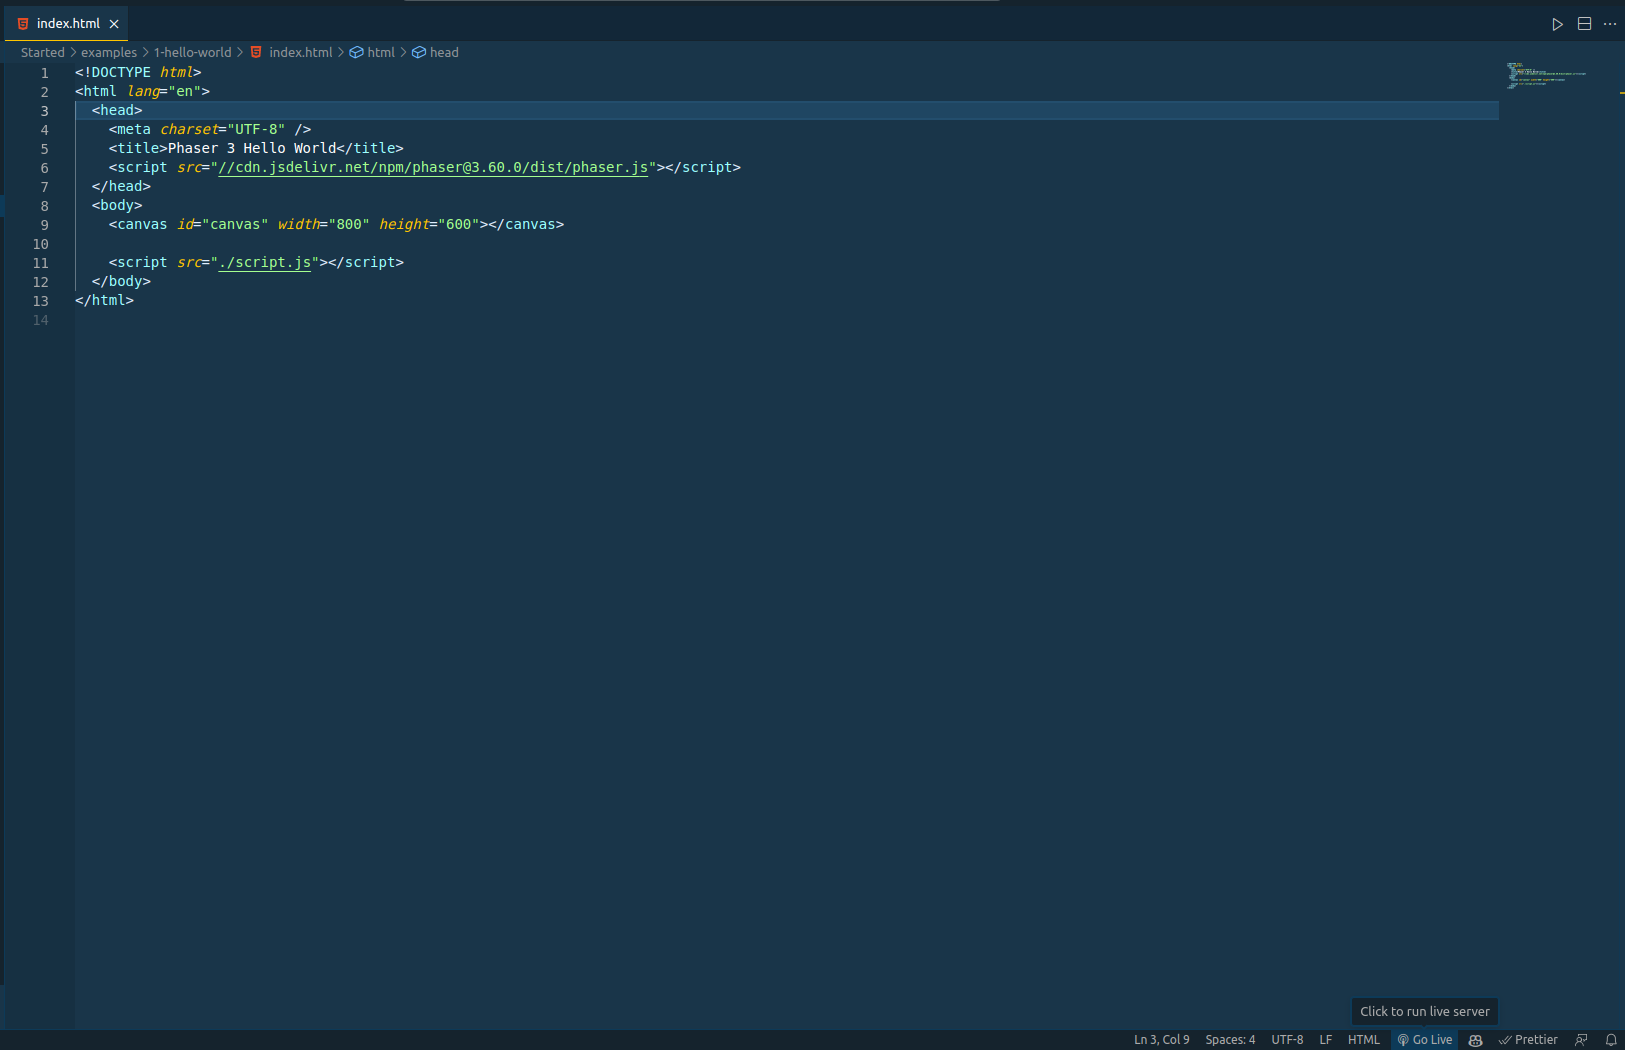 index.html
Started > examples > 1-hello-world > index.html > html > head
1 <!DOCTYPE html>
2 <html lang="en">
3   <head>
4     <meta charset="UTF-8" />
5     <title>Phaser 3 Hello World</title>
6     <script src="//cdn.jsdelivr.net/npm/phaser@3.60.0/dist/phaser.js"></script>
7   </head>
8   <body>
9     <canvas id="canvas" width="800" height="600"></canvas>
10
11     <script src="./script.js"></script>
12   </body>
13 </html>
14
Click to run live server
Ln 3, Col 9 Spaces: 4 UTF-8 LF HTML Go Live Prettier